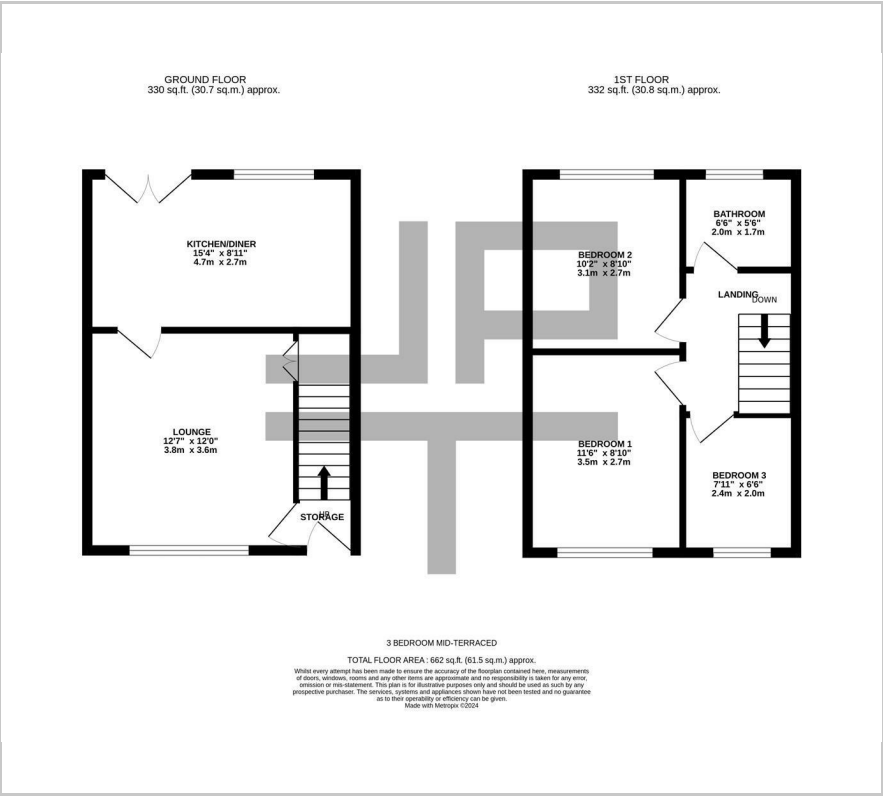 GROUND FLOOR
330 sq.ft. (30.7 sq.m.) approx.
KITCHEN/DINER
15'4" x 8'11"
4.7m x 2.7m
LOUNGE
12'7" x 12'0"
3.8m x 3.6m
UP
STORAGE
1ST FLOOR
332 sq.ft. (30.8 sq.m.) approx.
BATHROOM
6'6" x 5'6"
2.0m x 1.7m
BEDROOM 2
10'2" x 8'10"
3.1m x 2.7m
LANDING
DOWN
BEDROOM 1
11'6" x 8'10"
3.5m x 2.7m
BEDROOM 3
7'11" x 6'6"
2.4m x 2.0m
3 BEDROOM MID-TERRACED
TOTAL FLOOR AREA : 662 sq.ft. (61.5 sq.m.) approx.
Whilst every attempt has been made to ensure the accuracy of the floorplan contained here, measurements
of doors, windows, rooms and any other items are approximate and no responsibility is taken for any error,
omission or mis-statement. This plan is for illustrative purposes only and should be used as such by any
prospective purchaser. The services, systems and appliances shown have not been tested and no guarantee
as to their operability or efficiency can be given.
Made with Metropix ©2024